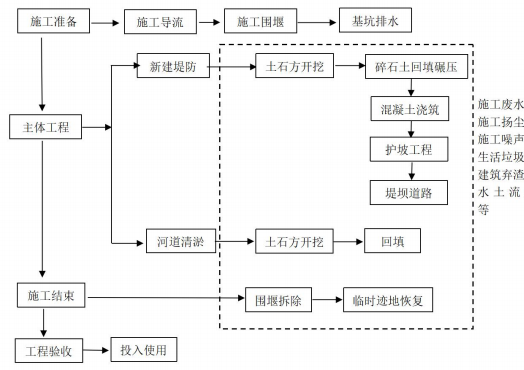 施工准备
施工导流
施工围堰
基坑排水
新建堤防
土石方开挖
碎石土回填碾压
混凝土浇筑
主体工程
护坡工程
堤坝道路
施工废水
施工扬尘
施工噪声
生活垃圾
建筑弃渣
水土流
等
河道清淤
土石方开挖
回填
施工结束
围堰拆除
临时迹地恢复
工程验收
投入使用